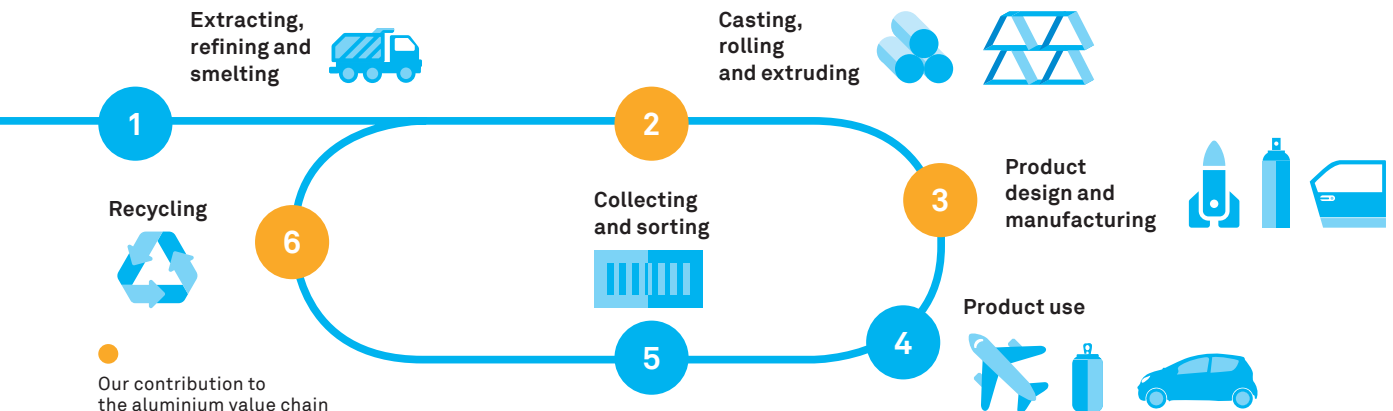 Extracting,
refining and
smelting
1
Casting,
rolling
and extruding
2
Product
design and
manufacturing
3
Product use
4
Collecting
and sorting
5
Recycling
6
Our contribution to
the aluminium value chain